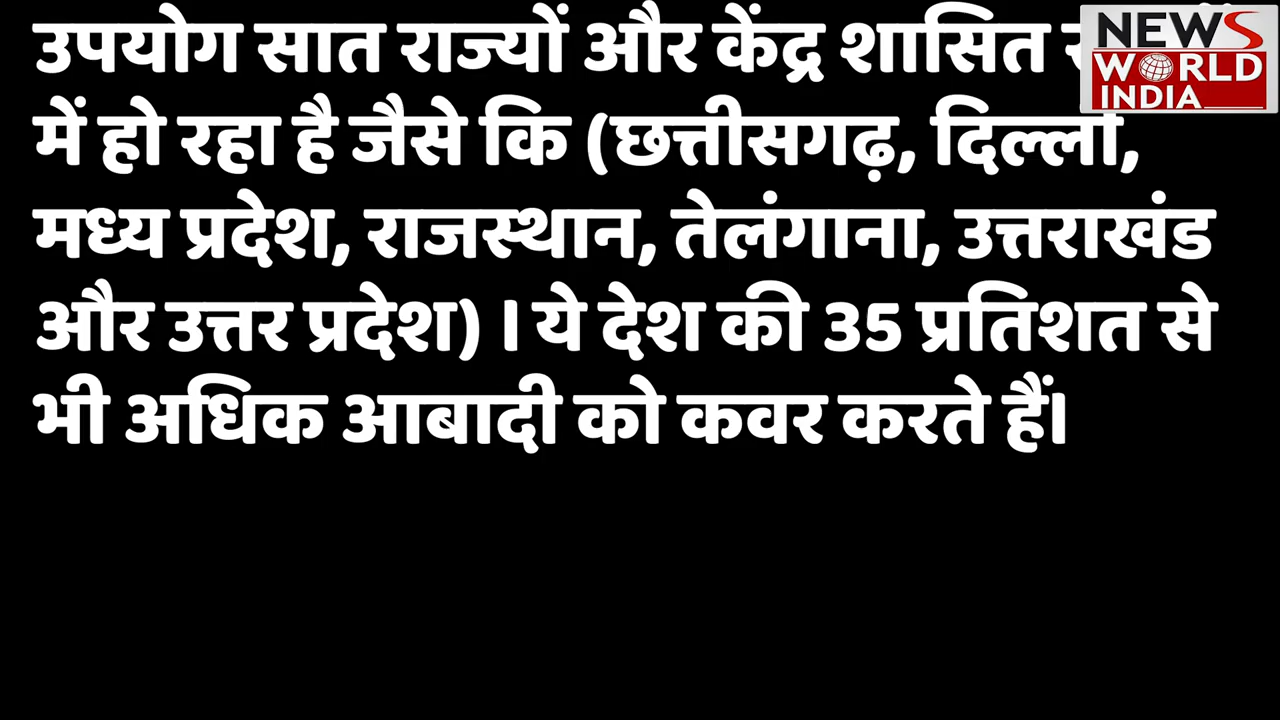 उपयोग सात राज्यों और केंद्र शासित
में हो रहा है जैसे कि (छत्तीसगढ़, दिल्ली,
मध्य प्रदेश, राजस्थान, तेलंगाना, उत्तराखंड
और उत्तर प्रदेश) । ये देश की 35 प्रतिशत से
भी अधिक आबादी को कवर करते हैं।
NEWS
WORLD
INDIA